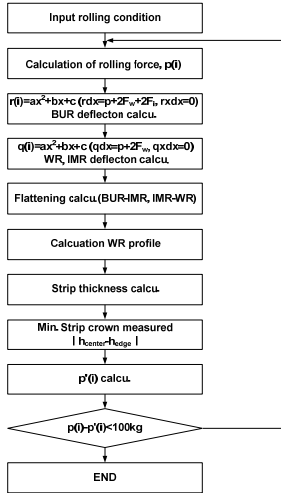 Input rolling condition
Calculation of rolling force, p(i)
r(i)=ax²+bx+c (rdx=p+2Fw+2FI, rxdx=0)
BUR deflecton calcu.
q(i)=ax²+bx+c (qdx=p+2Fw, qxdx=0)
WR, IMR deflecton calcu.
Flattening calcu.(BUR-IMR, IMR-WR)
Calcuation WR profile
Strip thickness calcu.
Min. Strip crown measured
| hcenter-hedge |
p'(i) calcu.
p(i)-p'(i)<100kg
END